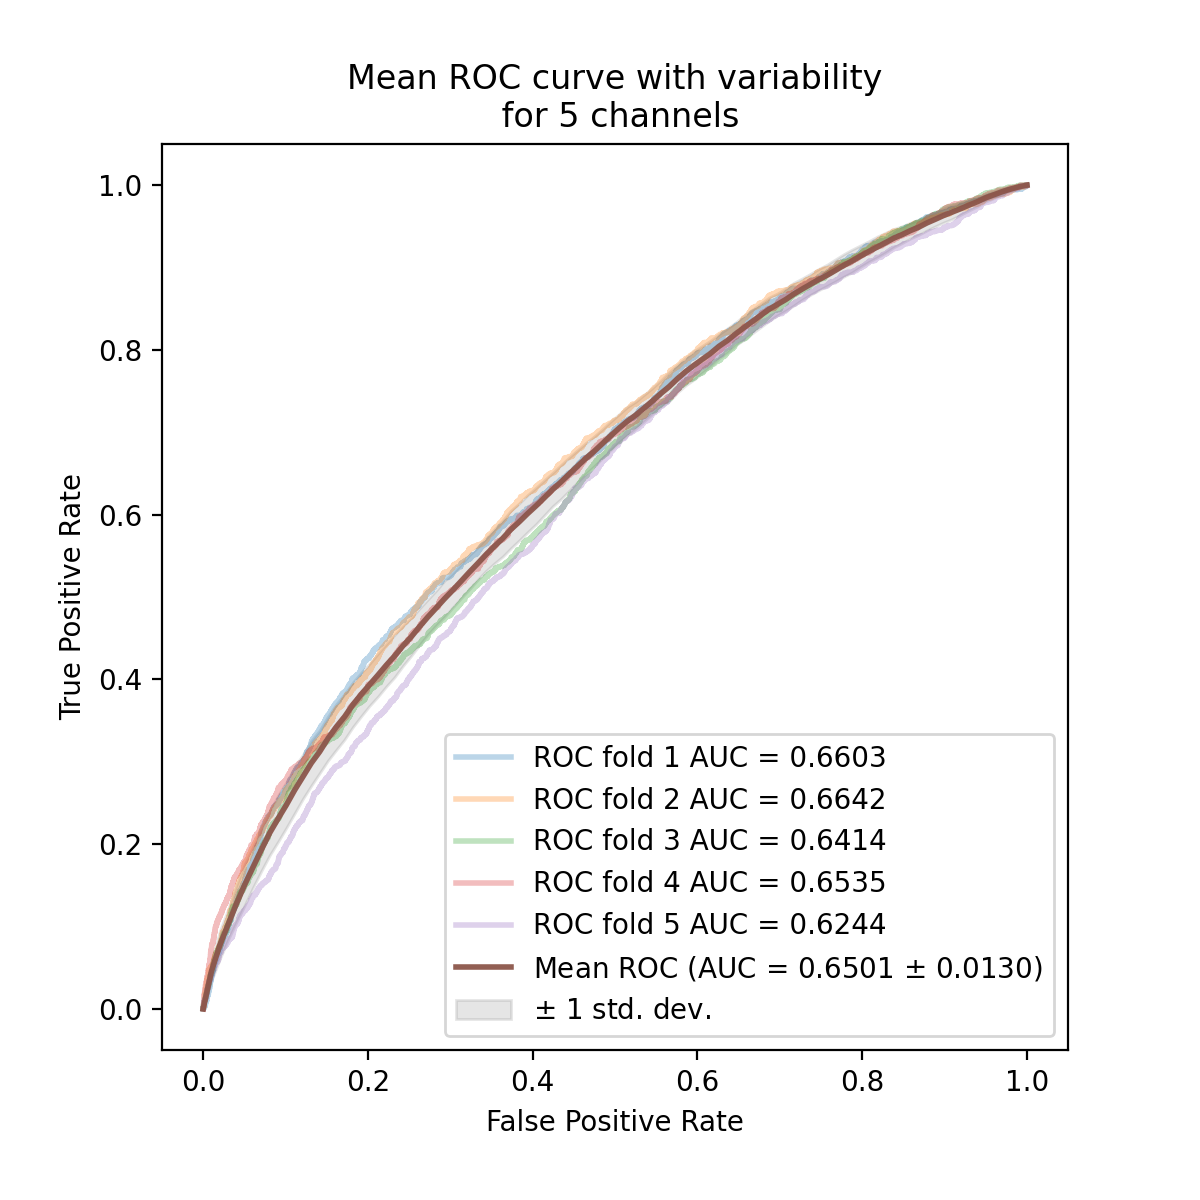 Mean ROC curve with variability
for 5 channels
1.0
0.8
0.6
0.4
0.2
0.0
True Positive Rate
ROC fold 1 AUC = 0.6603
ROC fold 2 AUC = 0.6642
ROC fold 3 AUC = 0.6414
ROC fold 4 AUC = 0.6535
ROC fold 5 AUC = 0.6244
Mean ROC (AUC = 0.6501 ± 0.0130)
± 1 std. dev.
0.0 0.2 0.4 0.6 0.8 1.0
False Positive Rate